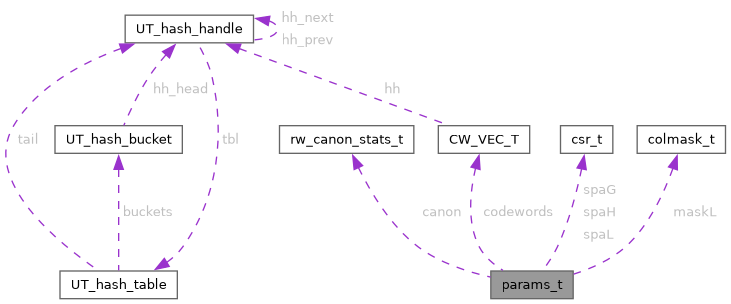 UT_hash_handle
hh_next
hh_prev
hh_head
hh
tail
tbl
UT_hash_bucket
rw_canon_stats_t
CW_VEC_T
csr_t
colmask_t
buckets
canon
codewords
spaG
spaH
spaL
maskL
UT_hash_table
params_t